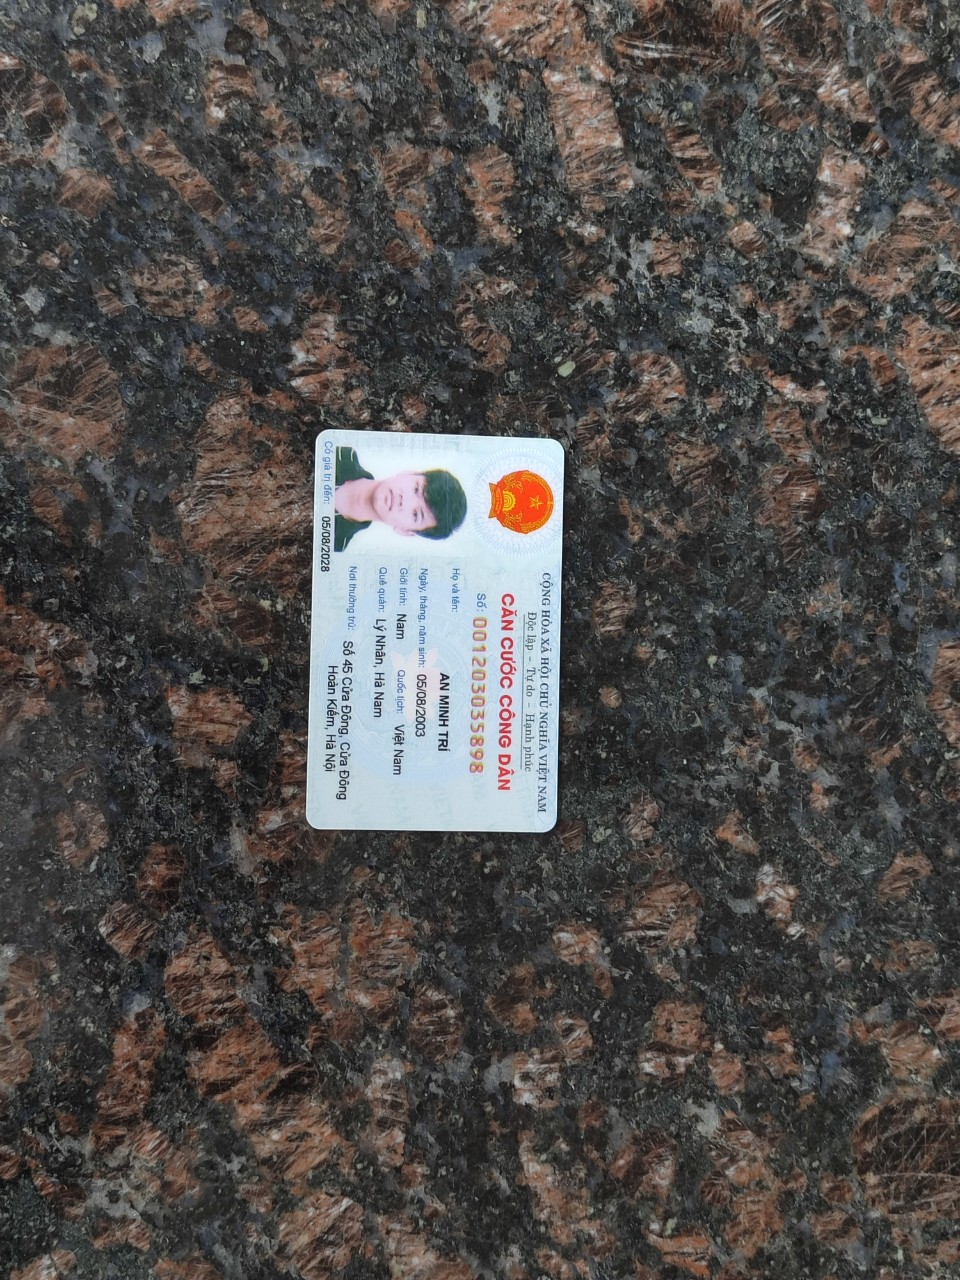 CỘNG HÒA XÃ HỘI CHỦ NGHĨA VIỆT NAM
Độc lập – Tự do – Hạnh phúc
CĂN CƯỚC CÔNG DÂN
Số: 001203035898
Họ và tên:
AN MINH TRÍ
Ngày, tháng, năm sinh: 05/08/2003
Giới tính: Nam Quốc tịch: Việt Nam
Quê quán: Lý Nhân, Hà Nam
Nơi thường trú: Số 45 Cửa Đông, Cửa Đông
Hoàn Kiếm, Hà Nội
Có giá trị đến: 05/08/2028